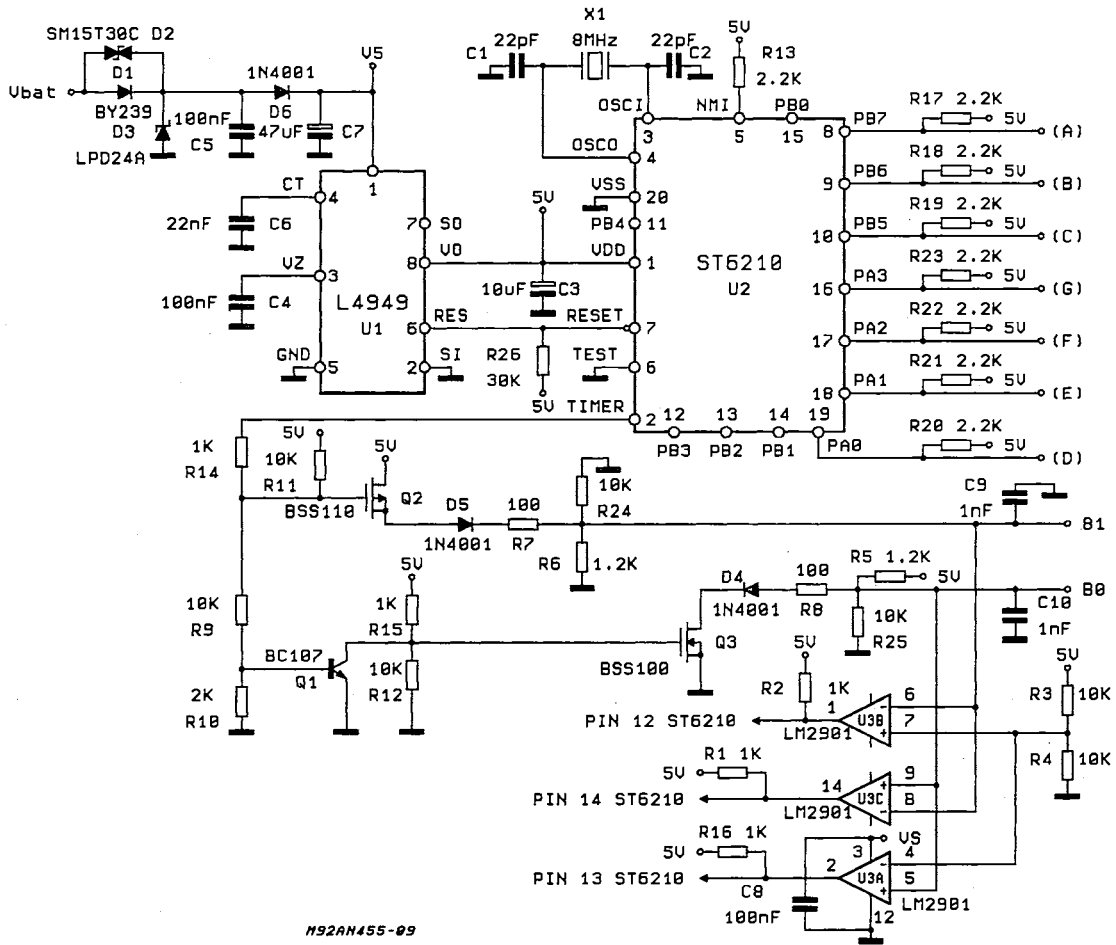 X1
SM15T30C D2
C1 22pF
8MHz
22pF C2
5V
R13
2.2K
D1
1N4001
V5
Vbat
BY239
D6
D3
100nF
47uF
C7
C5
LPD24A
OSCI
NMI
PB0
3
5
15
PB7
8
R17 2.2K
5V
(A)
OSCO
4
PB6
9
R18 2.2K
5V
(B)
CT
4
1
VSS
20
22nF
C6
7
SO
PB4
11
PB5
10
R19 2.2K
5V
(C)
5V
VZ
3
8
VO
VDD
1
ST6210
U2
PA3
16
R23 2.2K
5V
(G)
100nF
C4
L4949
U1
10uF
C3
RES
6
RESET
7
PA2
17
R22 2.2K
5V
(F)
GND
5
2
SI
R26
30K
TEST
6
PA1
18
R21 2.2K
5V
(E)
5V
TIMER
2
12
13
14
19
PB3
PB2
PB1
PA0
R20 2.2K
5V
(D)
1K
R14
5V
10K
R11
5V
BSS110
Q2
D5
1N4001
100
R7
10K
R24
R6
1.2K
C9
1nF
B1
5V
D4
1N4001
100
R8
R5 1.2K
5V
B0
10K
R9
1K
R15
10K
R25
C10
1nF
BC107
Q1
10K
R12
BSS100
Q3
5V
2K
R10
5V
R2
1K
1
6
7
U3B
-
+
LM2901
R3
10K
PIN 12 ST6210
R4
10K
R1 1K
5V
14
9
8
U3C
+
-
LM2901
PIN 14 ST6210
R16 1K
5V
VS
3
4
2
5
U3A
-
+
LM2901
12
PIN 13 ST6210
C8
100nF
M92AN455-09